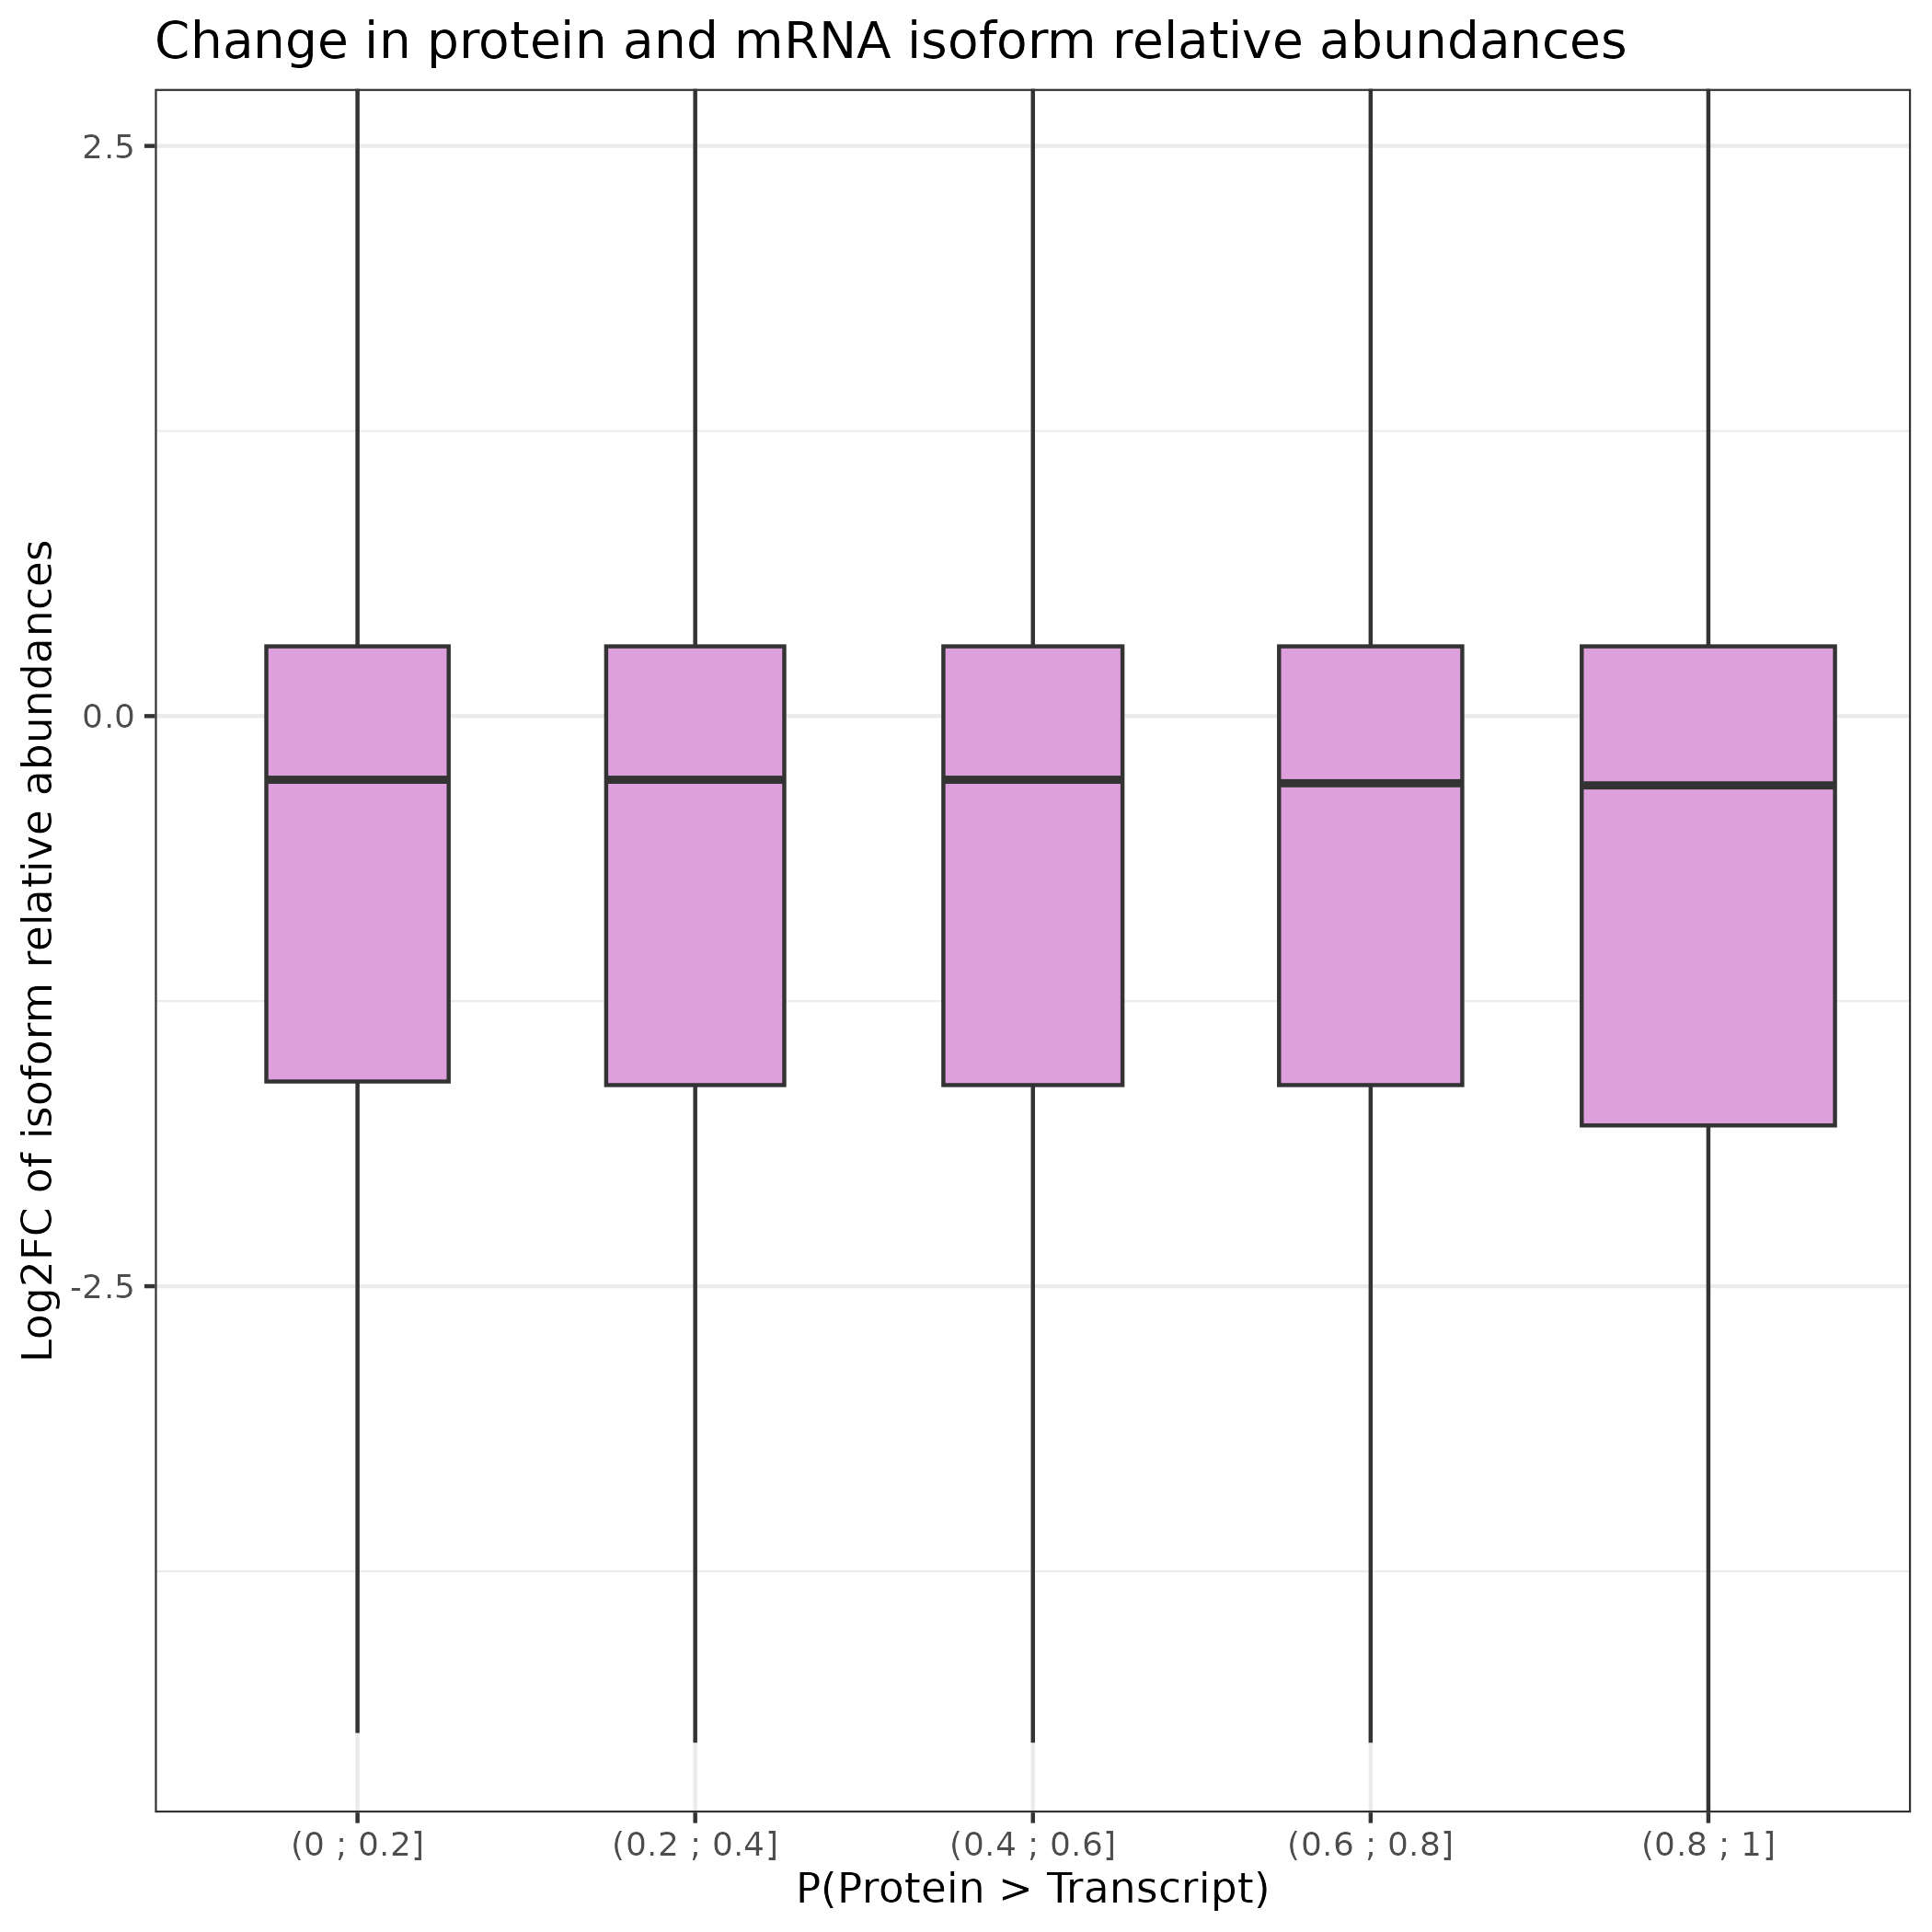 Change in protein and mRNA isoform relative abundances
Log2FC of isoform relative abundances
2.5
0.0
-2.5
(0 ; 0.2]
(0.2 ; 0.4]
(0.4 ; 0.6]
(0.6 ; 0.8]
(0.8 ; 1]
P(Protein > Transcript)